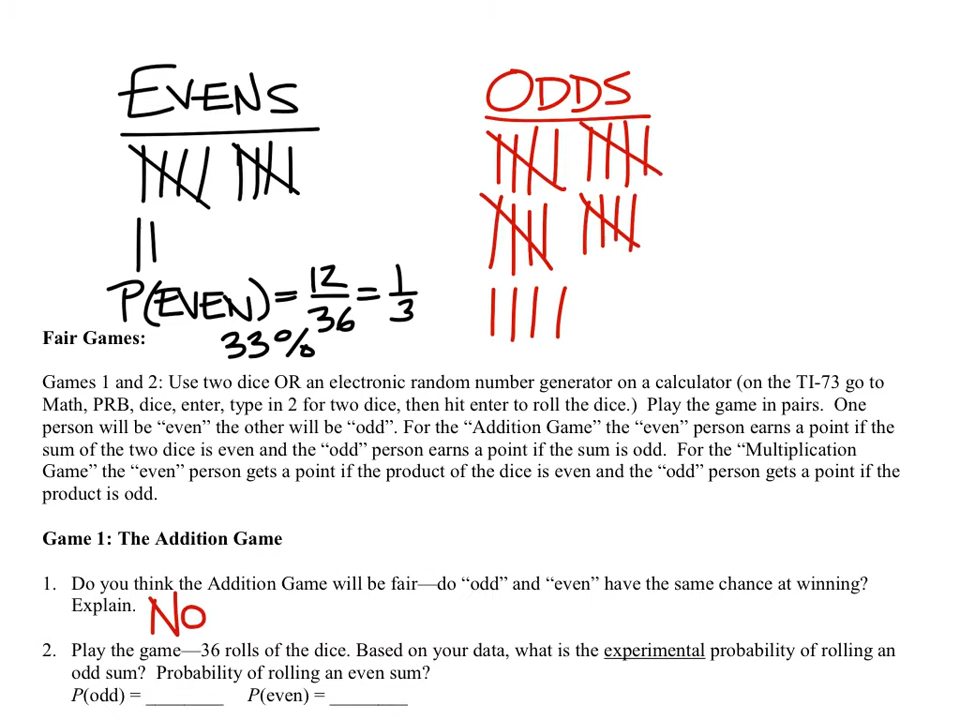 EVENS
ODDS
P(EVEN) = 12/36 = 1/3
33%
Fair Games:
Games 1 and 2: Use two dice OR an electronic random number generator on a calculator (on the TI-73 go to
Math, PRB, dice, enter, type in 2 for two dice, then hit enter to roll the dice.)  Play the game in pairs.  One
person will be “even” the other will be “odd”. For the “Addition Game” the “even” person earns a point if the
sum of the two dice is even and the “odd” person earns a point if the sum is odd.  For the “Multiplication
Game” the “even” person gets a point if the product of the dice is even and the “odd” person gets a point if the
product is odd.
Game 1: The Addition Game
1. Do you think the Addition Game will be fair—do “odd” and “even” have the same chance at winning?
Explain. NO
2. Play the game—36 rolls of the dice. Based on your data, what is the experimental probability of rolling an
odd sum?  Probability of rolling an even sum?
P(odd) = ________ P(even) = ________